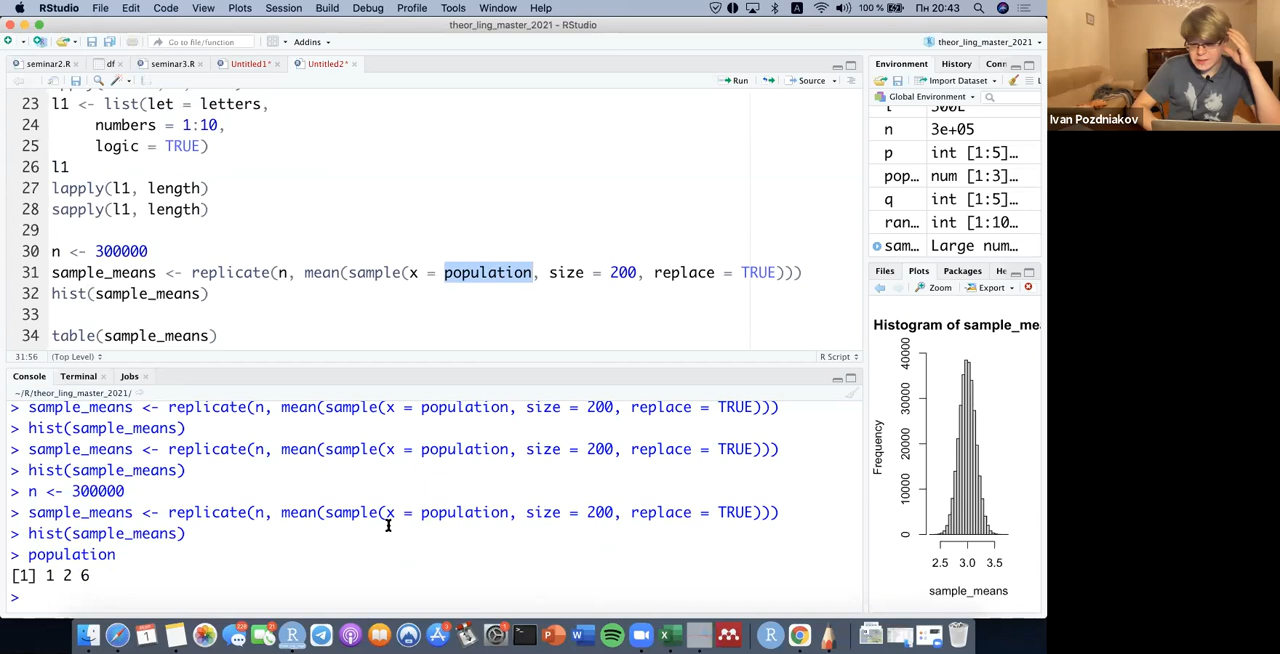 RStudio File Edit Code View Plots Session Build Debug Profile Tools Window Help
100 % Пн 20:43
theor_ling_master_2021 - RStudio
Go to file/function Addins theor_ling_master_2021
seminar2.R df seminar3.R Untitled1* Untitled2*
Run Source
23 l1 <- list(let = letters,
24 numbers = 1:10,
25 logic = TRUE)
26 l1
27 lapply(l1, length)
28 sapply(l1, length)
29
30 n <- 300000
31 sample_means <- replicate(n, mean(sample(x = population, size = 200, replace = TRUE)))
32 hist(sample_means)
33
34 table(sample_means)
31:56 (Top Level) R Script
Console Terminal Jobs
~/R/theor_ling_master_2021/
> sample_means <- replicate(n, mean(sample(x = population, size = 200, replace = TRUE)))
> hist(sample_means)
> sample_means <- replicate(n, mean(sample(x = population, size = 200, replace = TRUE)))
> hist(sample_means)
> n <- 300000
> sample_means <- replicate(n, mean(sample(x = population, size = 200, replace = TRUE)))
> hist(sample_means)
> population
[1] 1 2 6
>
Environment History Conn
Import Dataset
Global Environment
n 3e+05
p int [1:5]…
pop… num [1:3]…
q int [1:5]…
ran… int [1:10…
sam… Large num…
Files Plots Packages He
Zoom Export
Histogram of sample_me
Frequency
40000
30000
20000
10000
0
2.5 3.0 3.5
sample_means
Ivan Pozdniakov